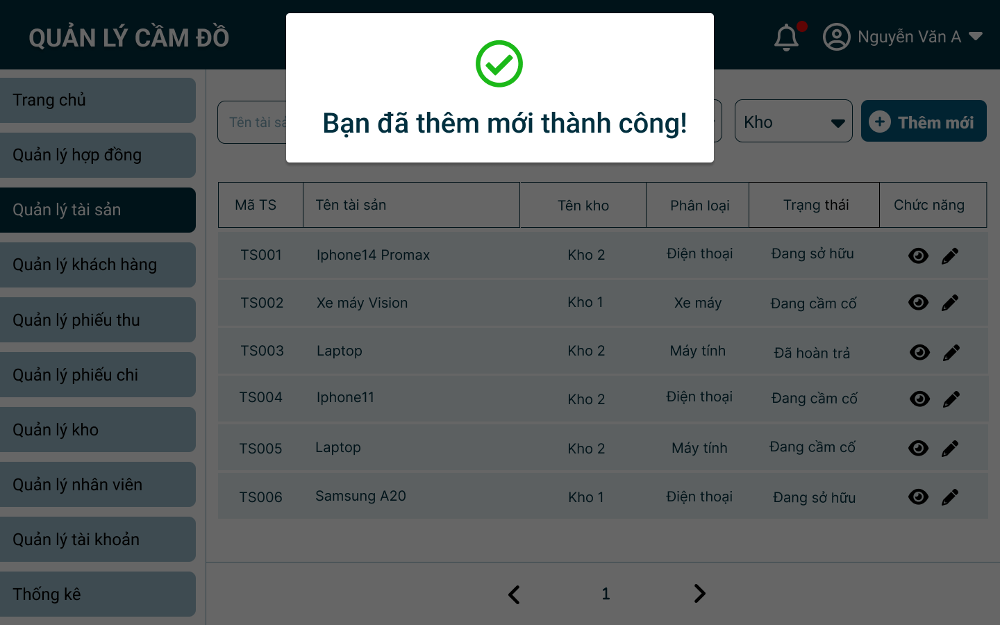 QUẢN LÝ CẦM ĐỒ
Nguyễn Văn A
Bạn đã thêm mới thành công!
Trang chủ
Quản lý hợp đồng
Quản lý tài sản
Quản lý khách hàng
Quản lý phiếu thu
Quản lý phiếu chi
Quản lý kho
Quản lý nhân viên
Quản lý tài khoản
Thống kê
Tên tài
Kho
Thêm mới
Mã TS Tên tài sản Tên kho Phân loại Trạng thái Chức năng
TS001 Iphone14 Promax Kho 2 Điện thoại Đang sở hữu
TS002 Xe máy Vision Kho 1 Xe máy Đang cầm cố
TS003 Laptop Kho 2 Máy tính Đã hoàn trả
TS004 Iphone11 Kho 2 Điện thoại Đang cầm cố
TS005 Laptop Kho 2 Máy tính Đang cầm cố
TS006 Samsung A20 Kho 1 Điện thoại Đang sở hữu
1